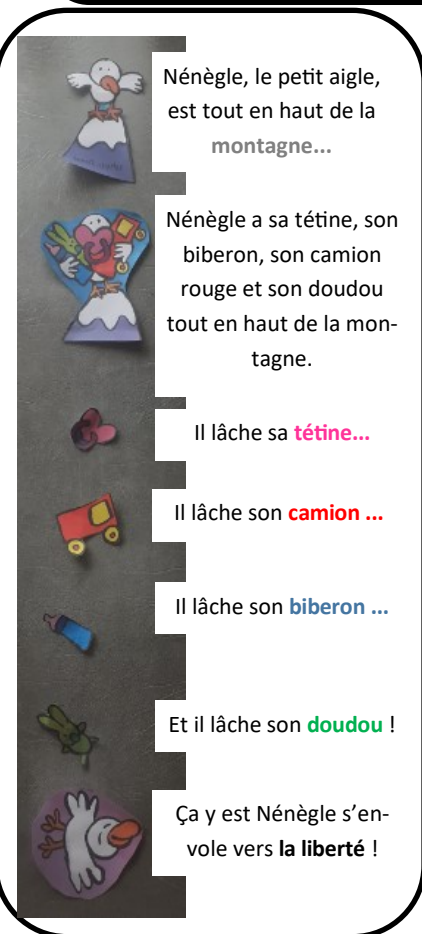 Nénègle, le petit aigle,
est tout en haut de la
montagne...
Nénègle a sa tétine, son
biberon, son camion
rouge et son doudou
tout en haut de la mon-
tagne.
Il lâche sa tétine...
Il lâche son camion ...
Il lâche son biberon ...
Et il lâche son doudou !
Ça y est Nénègle s'en-
vole vers la liberté !